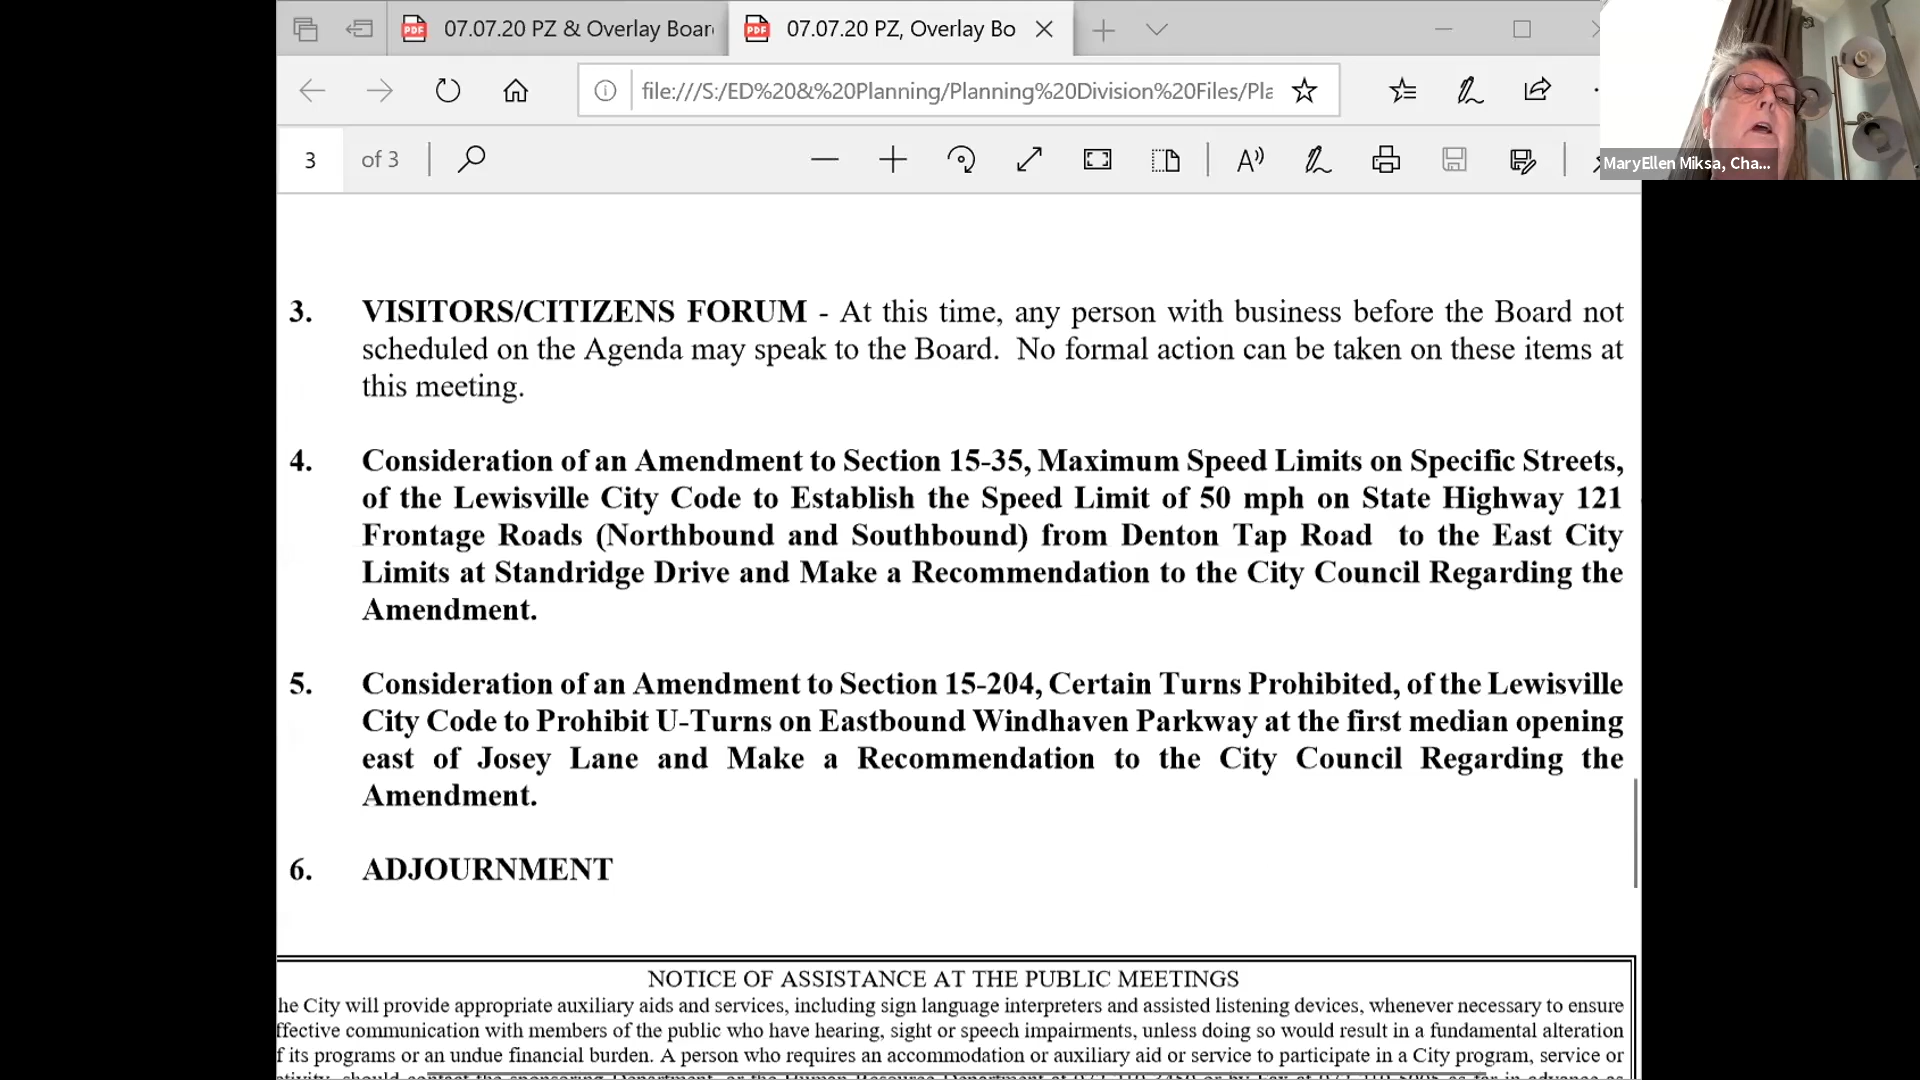 07.07.20 PZ & Overlay Boar
07.07.20 PZ, Overlay Bo
file:///S:/ED%20&%20Planning/Planning%20Division%20Files/Pla
MaryEllen Miksa, Cha...
3 of 3
3. VISITORS/CITIZENS FORUM - At this time, any person with business before the Board not
scheduled on the Agenda may speak to the Board. No formal action can be taken on these items at
this meeting.
4. Consideration of an Amendment to Section 15-35, Maximum Speed Limits on Specific Streets,
of the Lewisville City Code to Establish the Speed Limit of 50 mph on State Highway 121
Frontage Roads (Northbound and Southbound) from Denton Tap Road to the East City
Limits at Standridge Drive and Make a Recommendation to the City Council Regarding the
Amendment.
5. Consideration of an Amendment to Section 15-204, Certain Turns Prohibited, of the Lewisville
City Code to Prohibit U-Turns on Eastbound Windhaven Parkway at the first median opening
east of Josey Lane and Make a Recommendation to the City Council Regarding the
Amendment.
6. ADJOURNMENT
NOTICE OF ASSISTANCE AT THE PUBLIC MEETINGS
he City will provide appropriate auxiliary aids and services, including sign language interpreters and assisted listening devices, whenever necessary to ensure
ffective communication with members of the public who have hearing, sight or speech impairments, unless doing so would result in a fundamental alteration
f its programs or an undue financial burden. A person who requires an accommodation or auxiliary aid or service to participate in a City program, service or